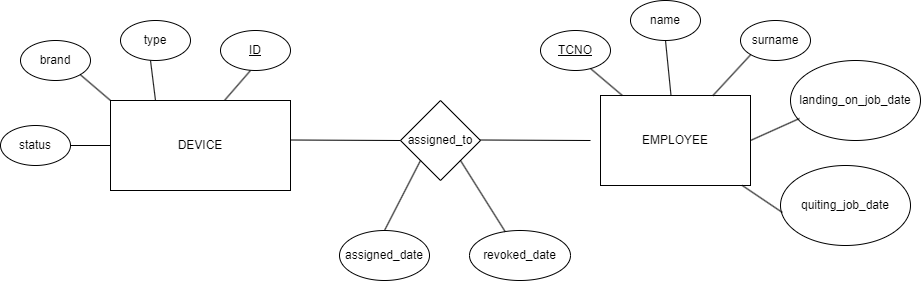 name
type
surname
ID
TCNO
brand
landing_on_job_date
assigned_to
EMPLOYEE
status
DEVICE
quiting_job_date
assigned_date
revoked_date